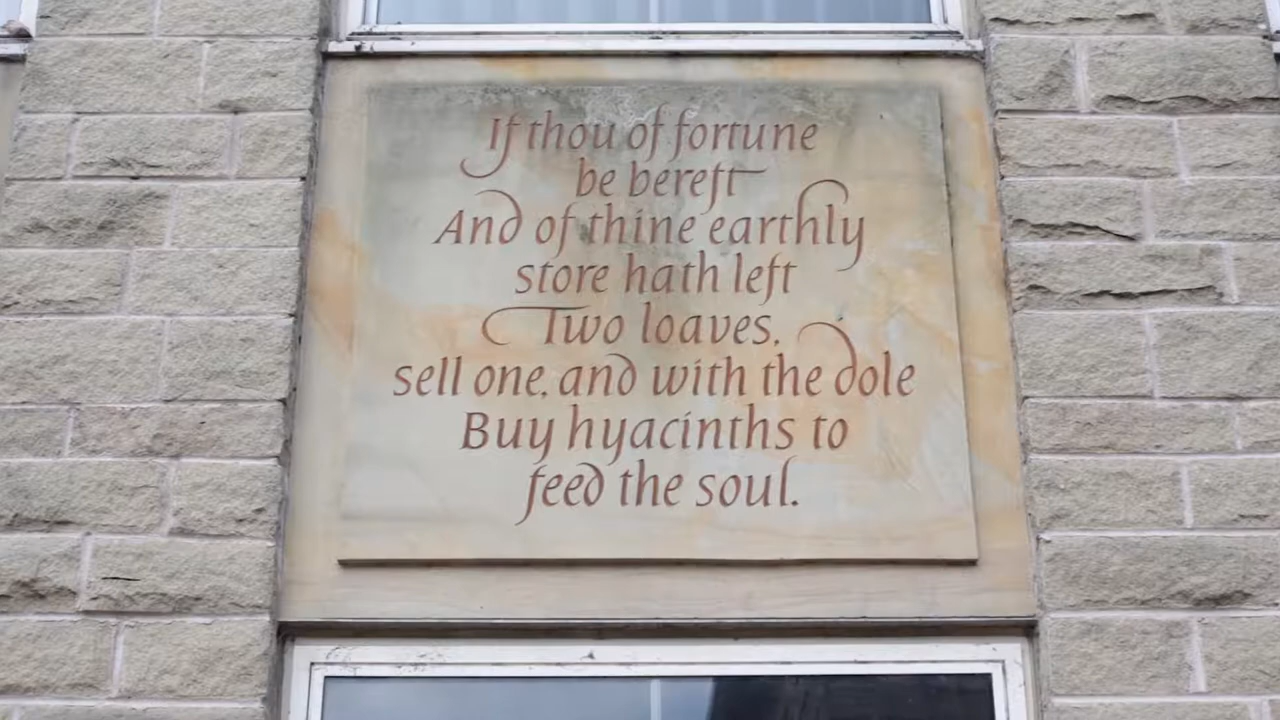 If thou of fortune
be bereft
And of thine earthly
store hath left
Two loaves,
sell one, and with the dole
Buy hyacinths to
feed the soul.